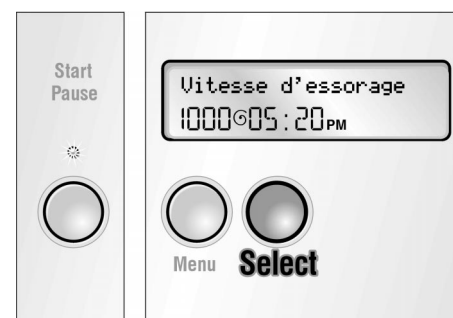 Start
Pause
Vitesse d'essorage
1000 05:20PM
Menu
Select